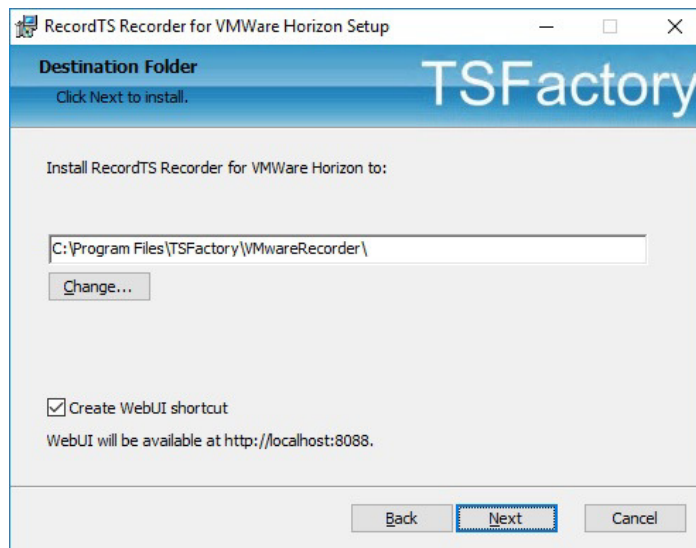 RecordTS Recorder for VMWare Horizon Setup
Destination Folder
TSFactory
Click Next to install.
Install RecordTS Recorder for VMWare Horizon to:
C:\Program Files\TSFactory\VMwareRecorder\
Change...
Create WebUI shortcut
WebUI will be available at http://localhost:8088.
Back Next Cancel